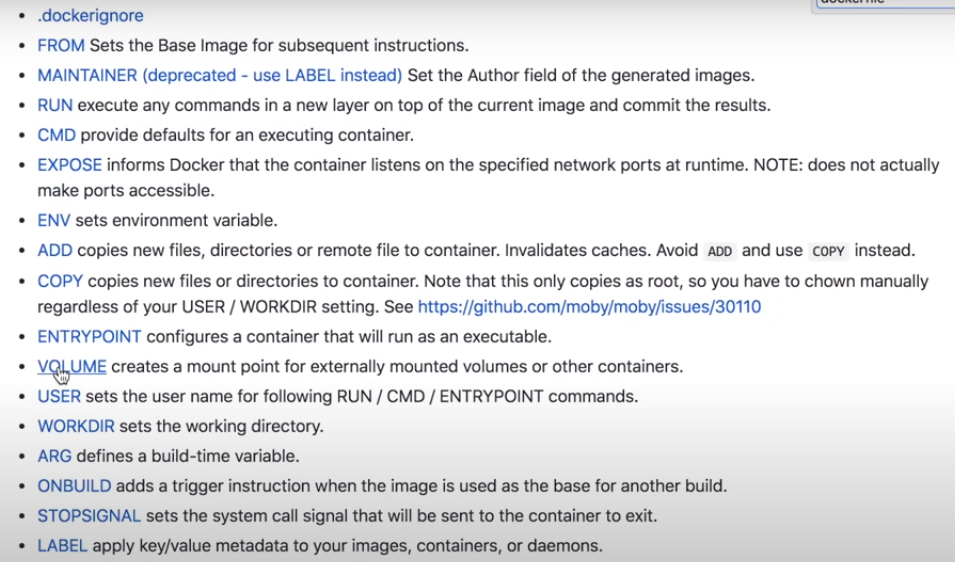 .dockerignore
FROM Sets the Base Image for subsequent instructions.
MAINTAINER (deprecated - use LABEL instead) Set the Author field of the generated images.
RUN execute any commands in a new layer on top of the current image and commit the results.
CMD provide defaults for an executing container.
EXPOSE informs Docker that the container listens on the specified network ports at runtime. NOTE: does not actually
make ports accessible.
ENV sets environment variable.
ADD copies new files, directories or remote file to container. Invalidates caches. Avoid ADD and use COPY instead.
COPY copies new files or directories to container. Note that this only copies as root, so you have to chown manually
regardless of your USER / WORKDIR setting. See https://github.com/moby/moby/issues/30110
ENTRYPOINT configures a container that will run as an executable.
VOLUME creates a mount point for externally mounted volumes or other containers.
USER sets the user name for following RUN / CMD / ENTRYPOINT commands.
WORKDIR sets the working directory.
ARG defines a build-time variable.
ONBUILD adds a trigger instruction when the image is used as the base for another build.
STOPSIGNAL sets the system call signal that will be sent to the container to exit.
LABEL apply key/value metadata to your images, containers, or daemons.